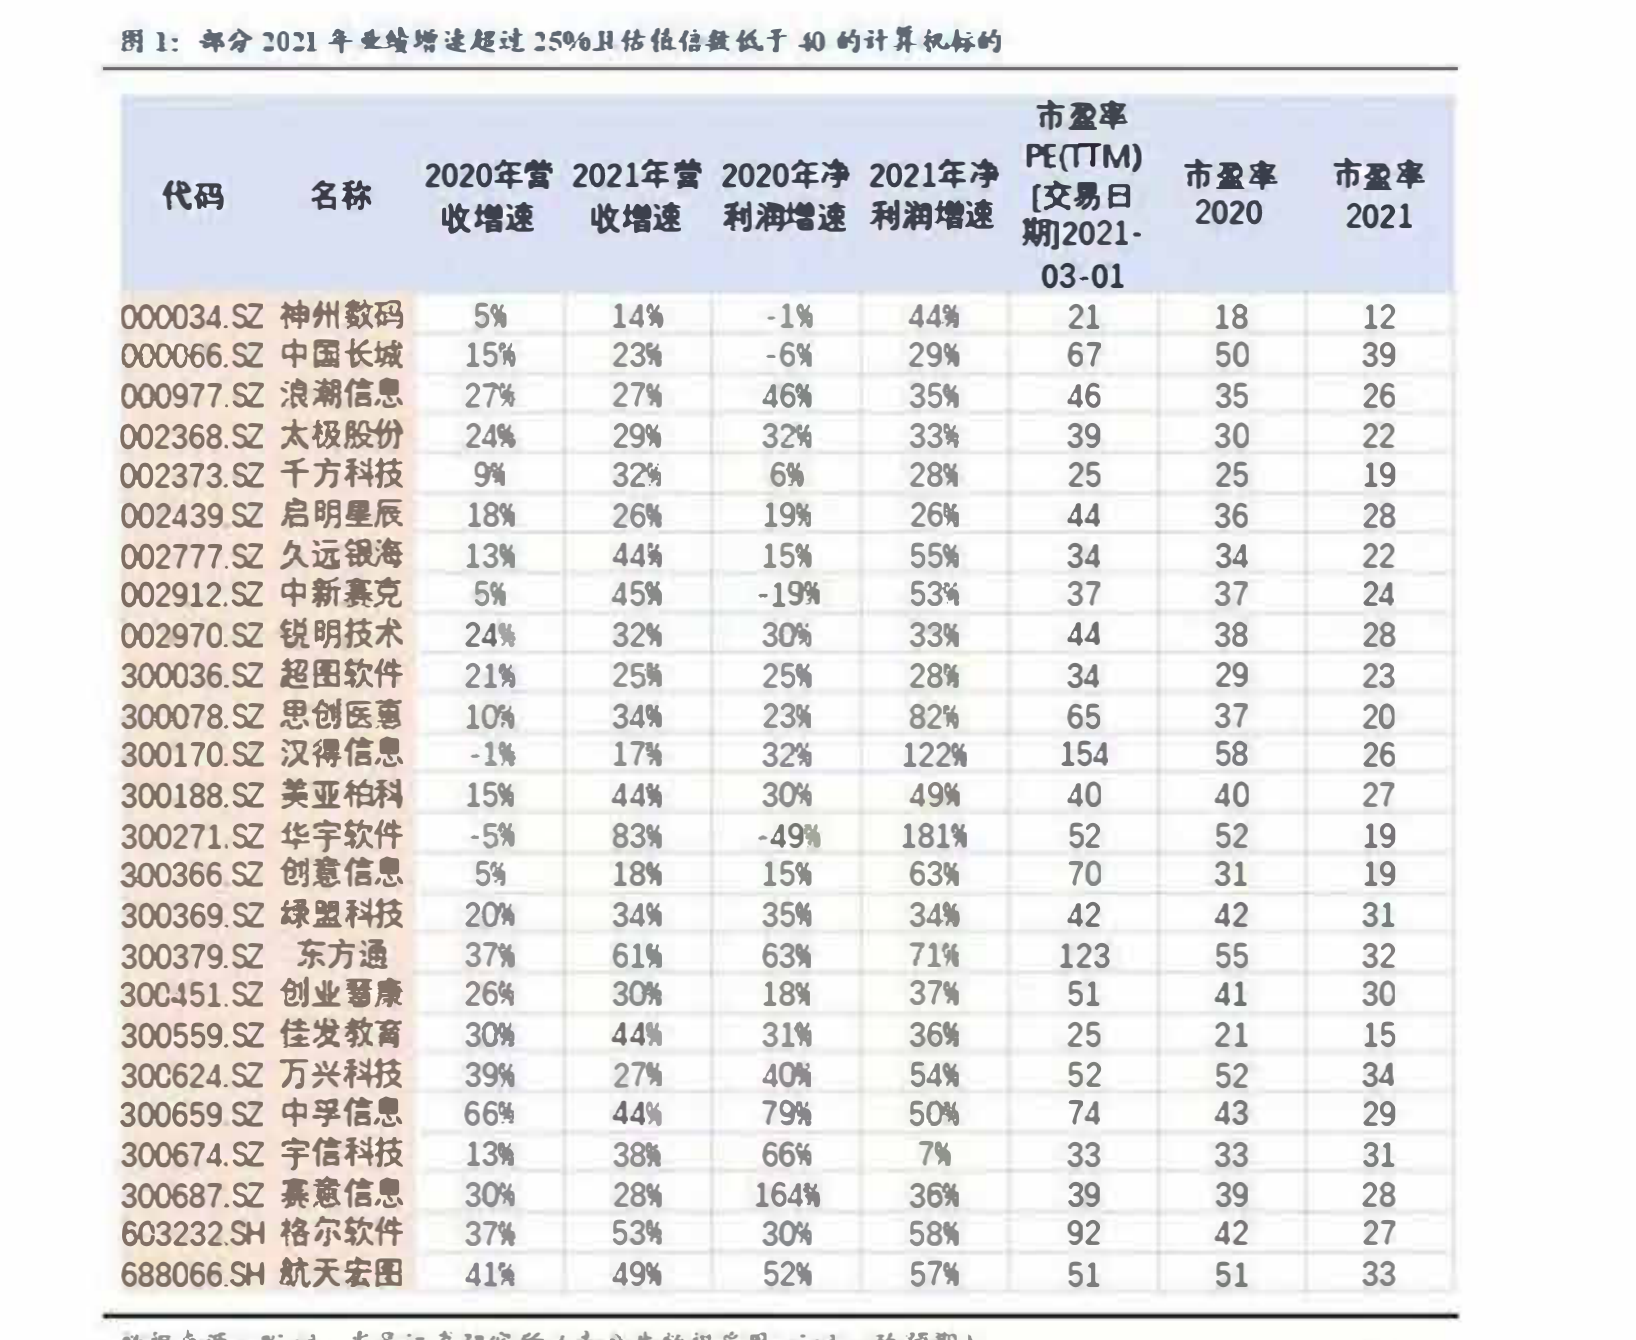 图 1：部分 2021 年业绩增速超过 25%且估值倍数低于 40 的计算机标的
代码 名称 2020年营收增速 2021年营收增速 2020年净利润增速 2021年净利润增速 市盈率PE(TTM)[交易日期]2021-03-01 市盈率2020 市盈率2021
000034.SZ 神州数码 5% 14% -1% 44% 21 18 12
000066.SZ 中国长城 15% 23% -6% 29% 67 50 39
000977.SZ 浪潮信息 27% 27% 46% 35% 46 35 26
002368.SZ 太极股份 24% 29% 32% 33% 39 30 22
002373.SZ 千方科技 9% 32% 6% 28% 25 25 19
002439.SZ 启明星辰 18% 26% 19% 26% 44 36 28
002777.SZ 久远银海 13% 44% 15% 55% 34 34 22
002912.SZ 中新赛克 5% 45% -19% 53% 37 37 24
002970.SZ 锐明技术 24% 32% 30% 33% 44 38 28
300036.SZ 超图软件 21% 25% 25% 28% 34 29 23
300078.SZ 思创医惠 10% 34% 23% 82% 65 37 20
300170.SZ 汉得信息 -1% 17% 32% 122% 154 58 26
300188.SZ 美亚柏科 15% 44% 30% 49% 40 40 27
300271.SZ 华宇软件 -5% 83% -49% 181% 52 52 19
300366.SZ 创意信息 5% 18% 15% 63% 70 31 19
300369.SZ 绿盟科技 20% 34% 35% 34% 42 42 31
300379.SZ 东方通 37% 61% 63% 71% 123 55 32
300451.SZ 创业慧康 26% 30% 18% 37% 51 41 30
300559.SZ 佳发教育 30% 44% 31% 36% 25 21 15
300624.SZ 万兴科技 39% 27% 40% 54% 52 52 34
300659.SZ 中孚信息 66% 44% 79% 50% 74 43 29
300674.SZ 宇信科技 13% 38% 66% 7% 33 33 31
300687.SZ 赛意信息 30% 28% 164% 36% 39 39 28
603232.SH 格尔软件 37% 53% 30% 58% 92 42 27
688066.SH 航天宏图 41% 49% 52% 57% 51 51 33